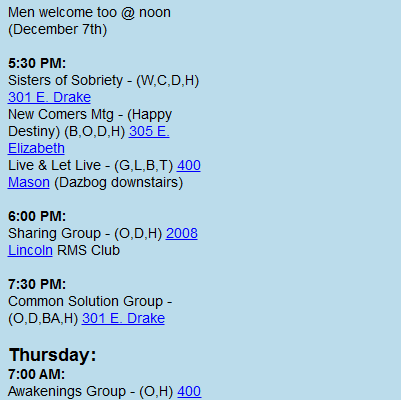 Men welcome too @ noon
(December 7th)
5:30 PM:
Sisters of Sobriety - (W,C,D,H)
301 E. Drake
New Comers Mtg - (Happy
Destiny) (B,O,D,H) 305 E.
Elizabeth
Live & Let Live - (G,L,B,T) 400
Mason (Dazbog downstairs)
6:00 PM:
Sharing Group - (O,D,H) 2008
Lincoln RMS Club
7:30 PM:
Common Solution Group -
(O,D,BA,H) 301 E. Drake
Thursday:
7:00 AM:
Awakenings Group - (O,H) 400